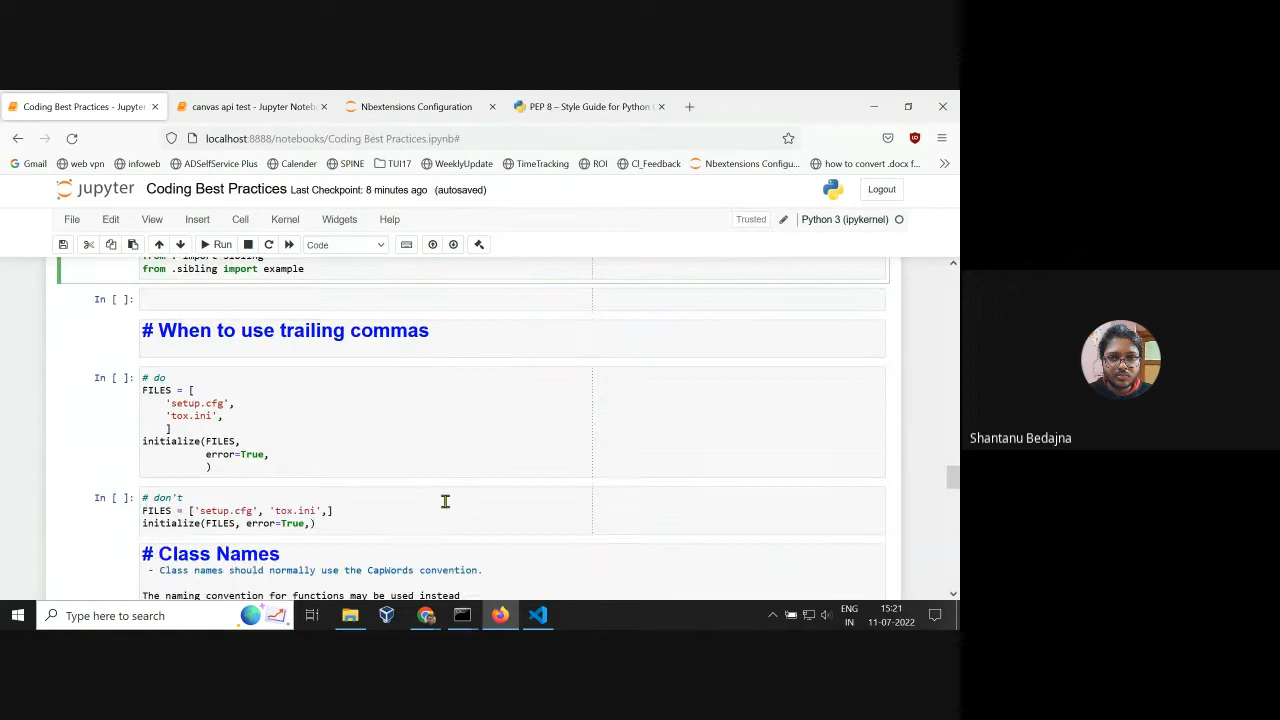 Coding Best Practices - Jupyter
canvas api test - Jupyter Noteb
Nbextensions Configuration
PEP 8 – Style Guide for Python
localhost:8888/notebooks/Coding Best Practices.ipynb#
Gmail
web vpn
infoweb
ADSelfService Plus
Calender
SPINE
TUI17
WeeklyUpdate
TimeTracking
ROI
CI_Feedback
Nbextensions Configu...
how to convert .docx f...
jupyter
Coding Best Practices Last Checkpoint: 8 minutes ago (autosaved)
Logout
File Edit View Insert Cell Kernel Widgets Help
Trusted
Python 3 (ipykernel)
Run
Code
from . import sibling
from .sibling import example
In [ ]:
# When to use trailing commas
In [ ]:
# do
FILES = [
'setup.cfg',
'tox.ini',
]
initialize(FILES,
error=True,
)
In [ ]:
# don't
FILES = ['setup.cfg', 'tox.ini',]
initialize(FILES, error=True,)
# Class Names
- Class names should normally use the CapWords convention.
The naming convention for functions may be used instead
Shantanu Bedajna
Type here to search
ENG
IN
15:21
11-07-2022